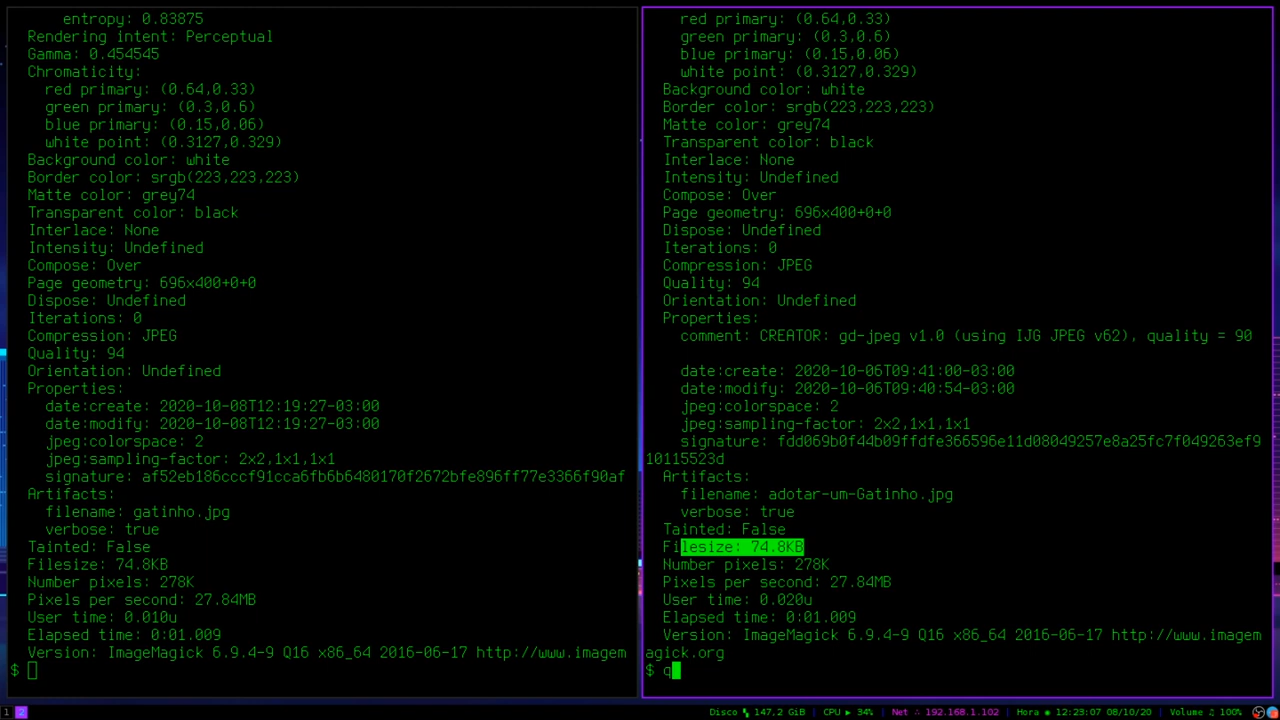 entropy: 0.83875
Rendering intent: Perceptual
Gamma: 0.454545
Chromaticity:
red primary: (0.64,0.33)
green primary: (0.3,0.6)
blue primary: (0.15,0.06)
white point: (0.3127,0.329)
Background color: white
Border color: srgb(223,223,223)
Matte color: grey74
Transparent color: black
Interlace: None
Intensity: Undefined
Compose: Over
Page geometry: 696x400+0+0
Dispose: Undefined
Iterations: 0
Compression: JPEG
Quality: 94
Orientation: Undefined
Properties:
date:create: 2020-10-08T12:19:27-03:00
date:modify: 2020-10-08T12:19:27-03:00
jpeg:colorspace: 2
jpeg:sampling-factor: 2x2,1x1,1x1
signature: af52eb186cccf91cca6fb6b6480170f2672bfe896ff77e3366f90af
Artifacts:
filename: gatinho.jpg
verbose: true
Tainted: False
Filesize: 74.8KB
Number pixels: 278K
Pixels per second: 27.84MB
User time: 0.010u
Elapsed time: 0:01.009
Version: ImageMagick 6.9.4-9 Q16 x86_64 2016-06-17 http://www.imagem
$
red primary: (0.64,0.33)
green primary: (0.3,0.6)
blue primary: (0.15,0.06)
white point: (0.3127,0.329)
Background color: white
Border color: srgb(223,223,223)
Matte color: grey74
Transparent color: black
Interlace: None
Intensity: Undefined
Compose: Over
Page geometry: 696x400+0+0
Dispose: Undefined
Iterations: 0
Compression: JPEG
Quality: 94
Orientation: Undefined
Properties:
comment: CREATOR: gd-jpeg v1.0 (using IJG JPEG v62), quality = 90
date:create: 2020-10-06T09:41:00-03:00
date:modify: 2020-10-06T09:40:54-03:00
jpeg:colorspace: 2
jpeg:sampling-factor: 2x2,1x1,1x1
signature: fdd069b0f44b09ffdfe366596e11d08049257e8a25fc7f049263ef9
10115523d
Artifacts:
filename: adotar-um-Gatinho.jpg
verbose: true
Tainted: False
Filesize: 74.8KB
Number pixels: 278K
Pixels per second: 27.84MB
User time: 0.020u
Elapsed time: 0:01.009
Version: ImageMagick 6.9.4-9 Q16 x86_64 2016-06-17 http://www.imagem
agick.org
$ q
1 2 Disco 147,2 GiB | CPU 34% | Net 192.168.1.102 | Hora 12:23:07 08/10/20 | Volume 100%